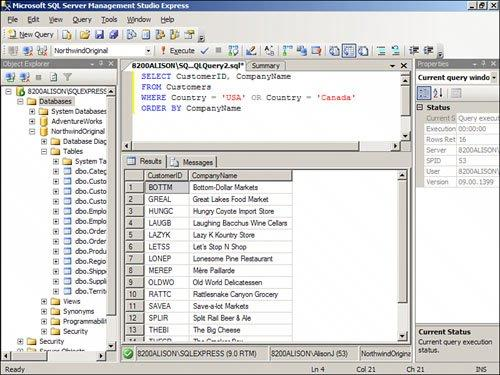 Microsoft SQL Server Management Studio Express
File Edit View Query Tools Window Community Help
New Query
NorthwindOriginal Execute
Object Explorer
8200ALISON\SQLEXPRESS
Databases
System Databases
AdventureWorks
NorthwindOriginal
Database Diag
Tables
System Ta
dbo.Categ
dbo.Custo
dbo.Custo
dbo.Emplo
dbo.Emplo
dbo.Order
dbo.Order
dbo.Produ
dbo.Regio
dbo.Shippe
dbo.Suppli
dbo.Territo
Views
Synonyms
Programmabili
Security
Security
Server Objects
8200ALISON\SQ...QLQuery2.sql* Summary
SELECT CustomerID, CompanyName
FROM Customers
WHERE Country = 'USA' OR Country = 'Canada'
ORDER BY CompanyName
Results Messages
CustomerID CompanyName
1 BOTTM Bottom-Dollar Markets
2 GREAL Great Lakes Food Market
3 HUNGC Hungry Coyote Import Store
4 LAUGB Laughing Bacchus Wine Cellars
5 LAZYK Lazy K Kountry Store
6 LETSS Let's Stop N Shop
7 LONEP Lonesome Pine Restaurant
8 MEREP Mère Paillarde
9 OLDWO Old World Delicatessen
10 RATTC Rattlesnake Canyon Grocery
11 SAVEA Save-a-lot Markets
12 SPLIR Split Rail Beer & Ale
13 THEBI The Big Cheese
8200ALISON\SQLEXPRESS (9.0 RTM) 8200ALISON\AlisonJ (53) NorthwindOriginal
Properties
Current query windo
Status
Current S Query execut
Execution 00:00:00
Rows Ret 16
Server 8200ALISON
SPID 53
User 8200ALISON
Version 09.00.1399
Current Status
Current query execution status.
Ready Ln 4 Col 21 Ch 21